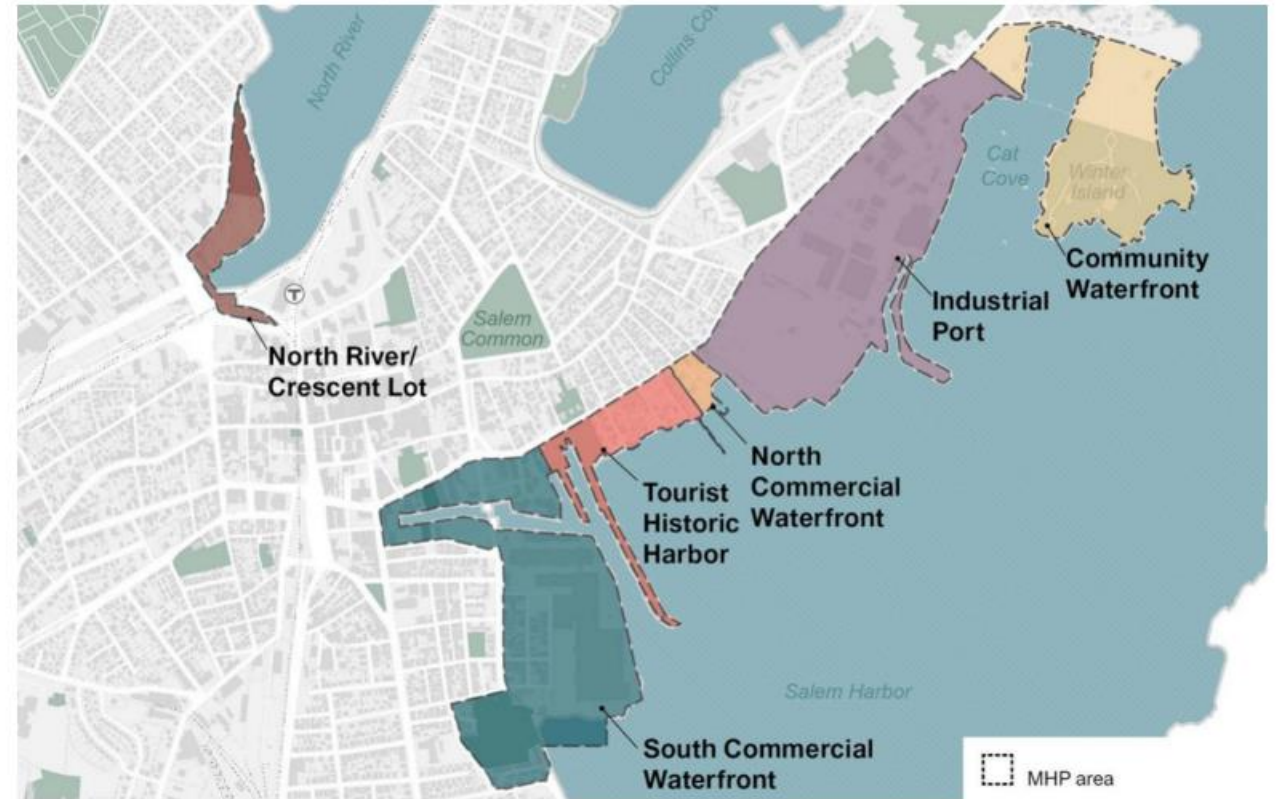 North River
Collins Cov
Cat
Cove
Winter
Island
Community
Waterfront
Industrial
Port
T
Salem
Common
North River/
Crescent Lot
North
Commercial
Waterfront
Tourist
Historic
Harbor
Salem Harbor
South Commercial
Waterfront
MHP area